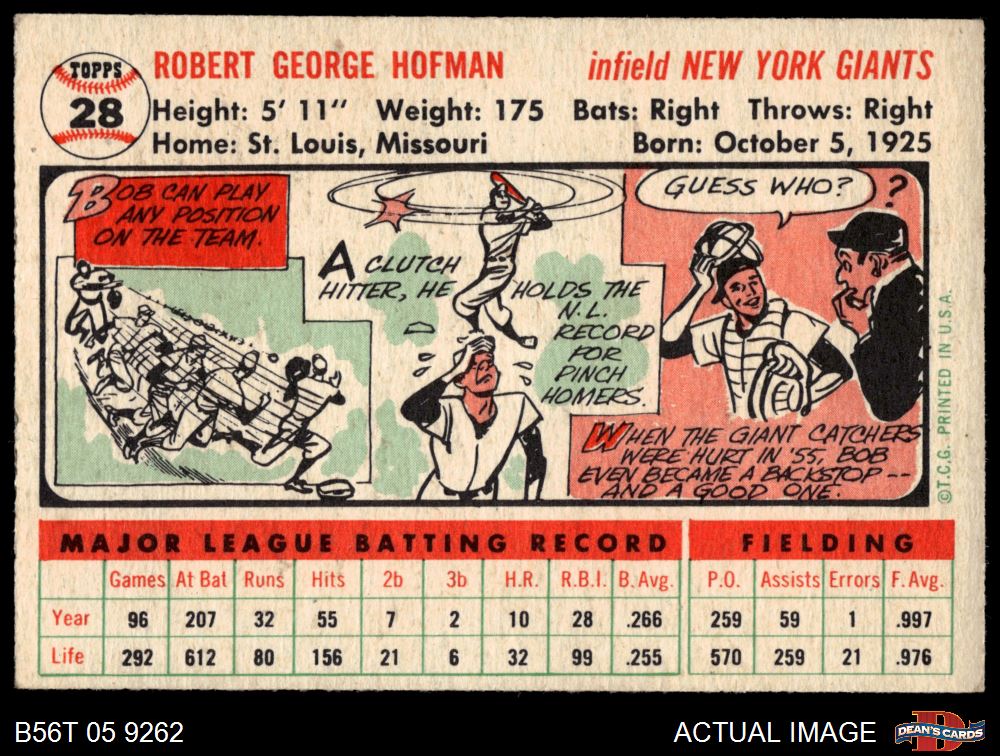 TOPPS
28
ROBERT GEORGE HOFMAN infield NEW YORK GIANTS
Height: 5' 11" Weight: 175 Bats: Right Throws: Right
Home: St. Louis, Missouri Born: October 5, 1925
BOB CAN PLAY
ANY POSITION
ON THE TEAM.
A CLUTCH
HITTER, HE HOLDS THE
N.L.
RECORD
FOR
PINCH
HOMERS.
GUESS WHO?
?
WHEN THE GIANT CATCHERS
WERE HURT IN '55, BOB
EVEN BECAME A BACKSTOP --
AND A GOOD ONE.
©T.C.G. PRINTED IN U.S.A.
MAJOR LEAGUE BATTING RECORD FIELDING
Games At Bat Runs Hits 2b 3b H.R. R.B.I. B. Avg. P.O. Assists Errors F. Avg.
Year 96 207 32 55 7 2 10 28 .266 259 59 1 .997
Life 292 612 80 156 21 6 32 99 .255 570 259 21 .976
B56T 05 9262 ACTUAL IMAGE DEAN'S CARDS